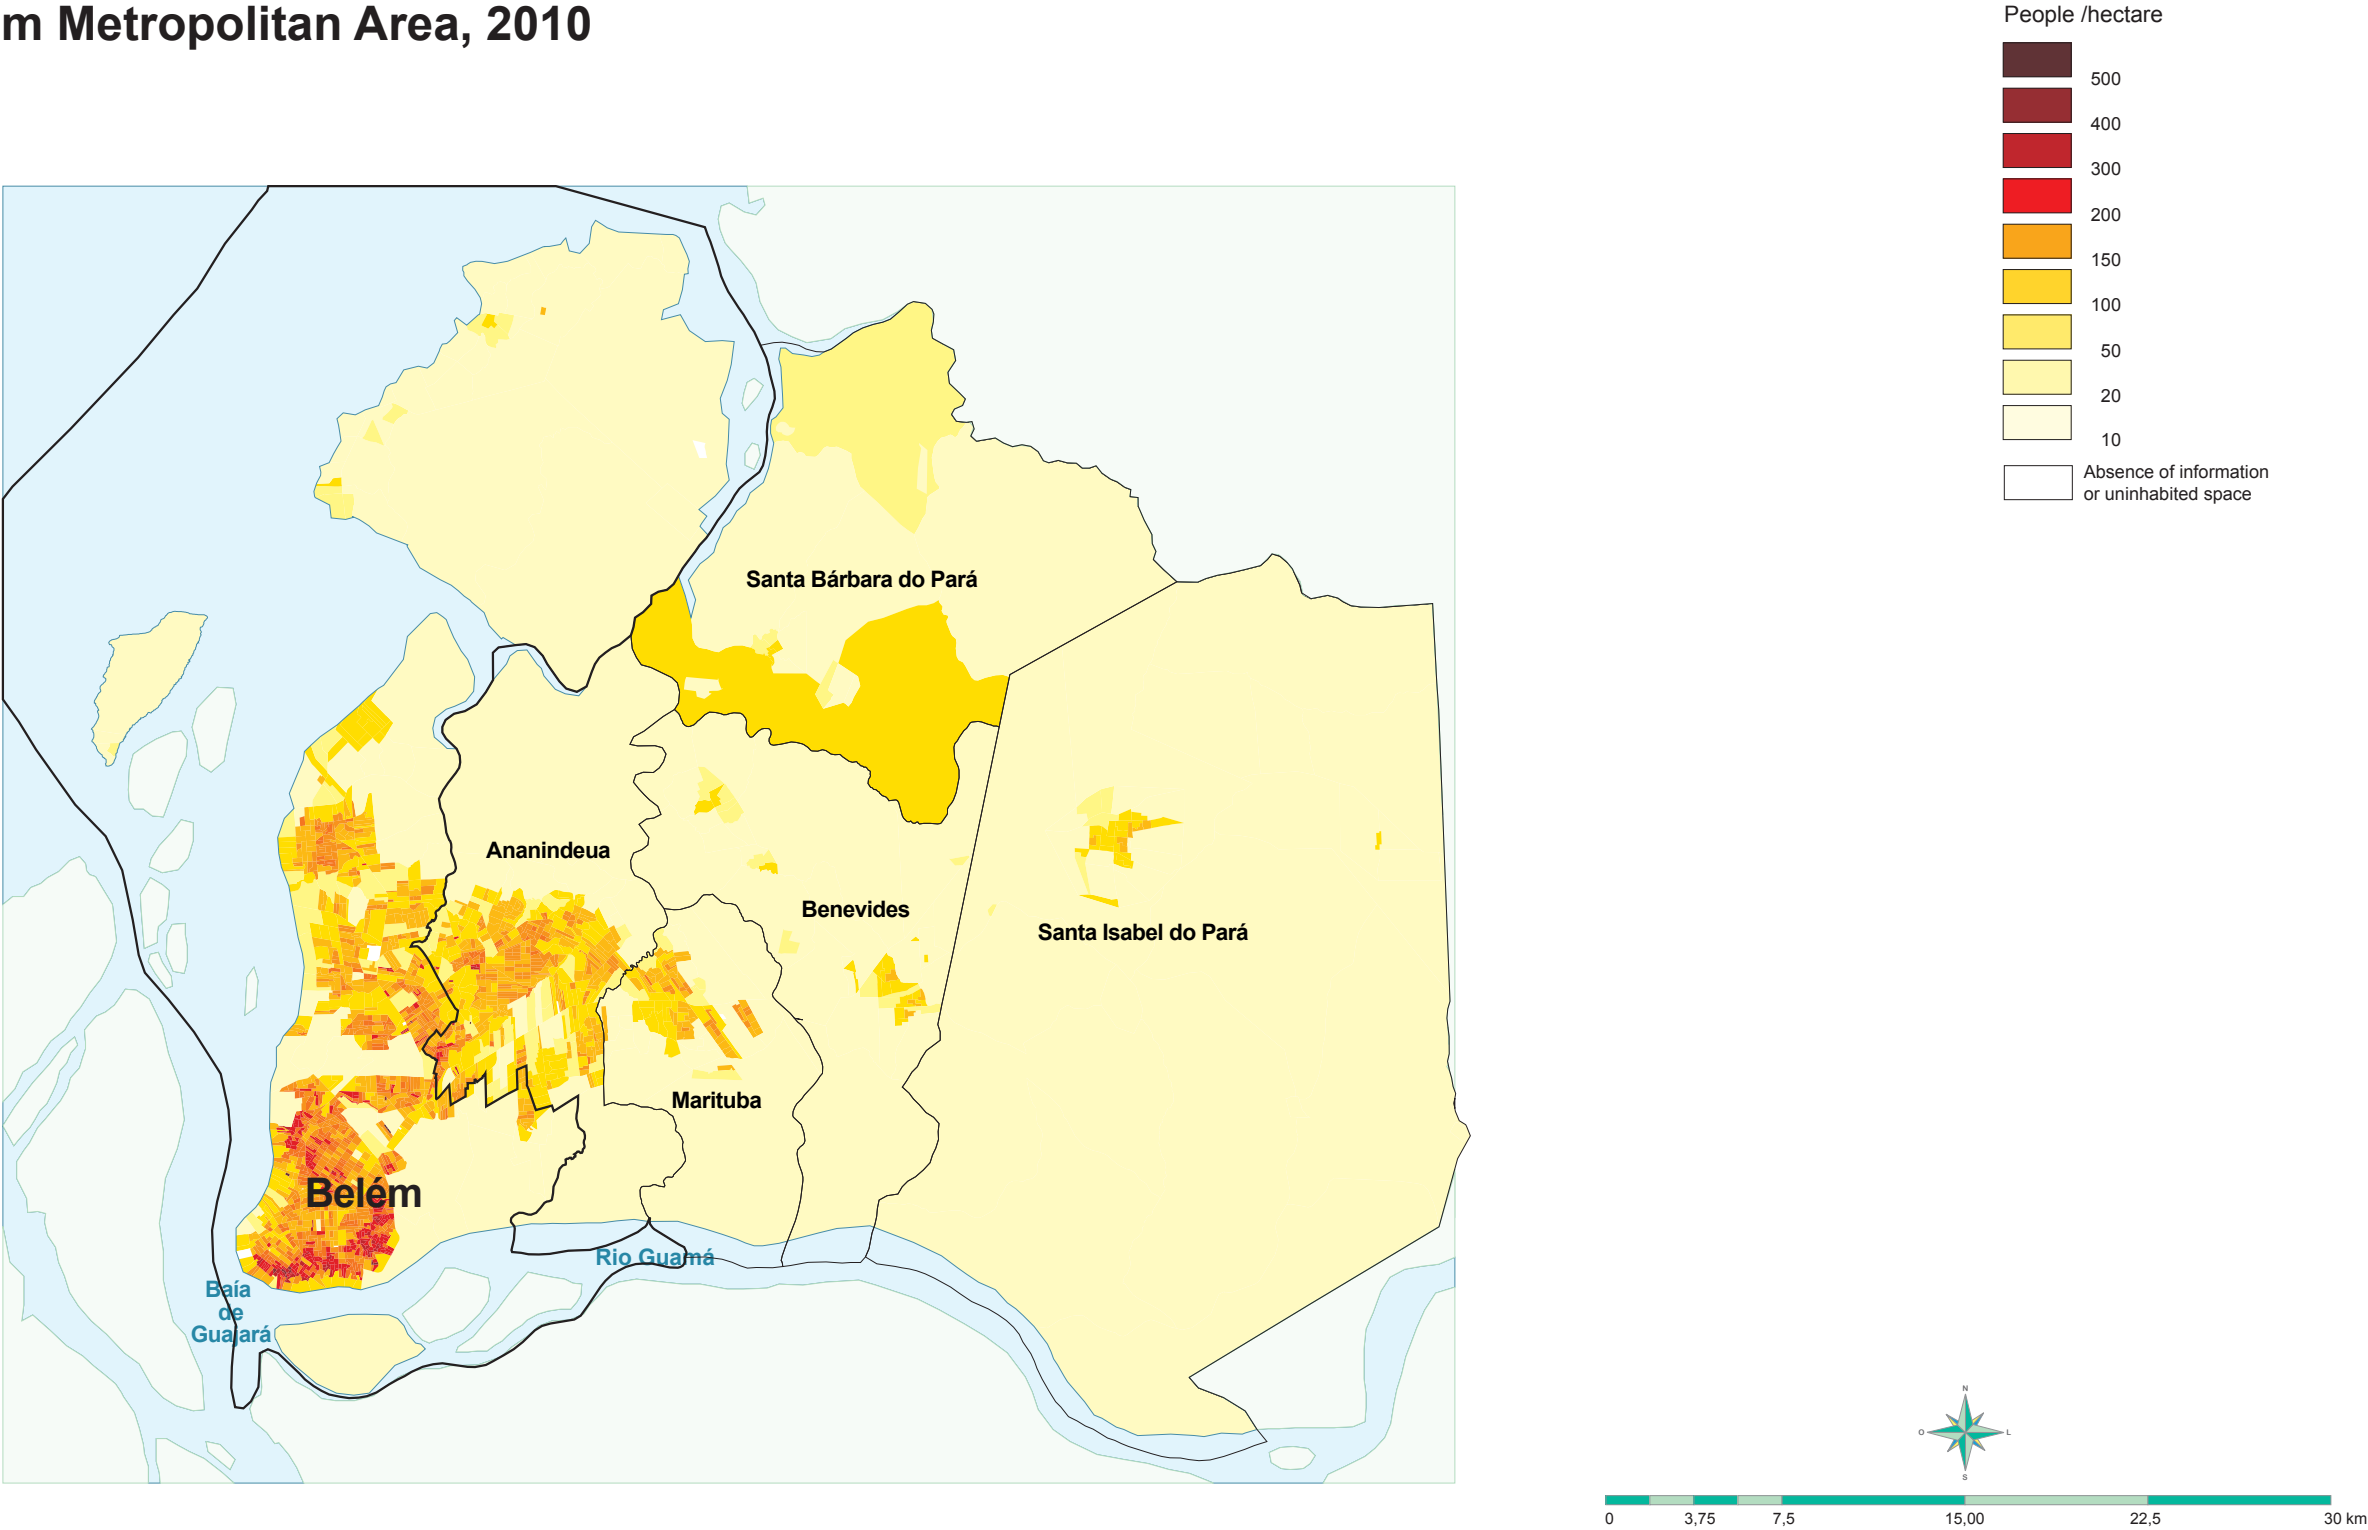 m Metropolitan Area, 2010
People /hectare
500
400
300
200
150
100
50
20
10
Absence of information
or uninhabited space
Santa Bárbara do Pará
Ananindeua
Benevides
Santa Isabel do Pará
Marituba
Belém
Rio Guamá
Baía
de
Guajará
N
O
L
S
0 3,75 7,5 15,00 22,5 30 km